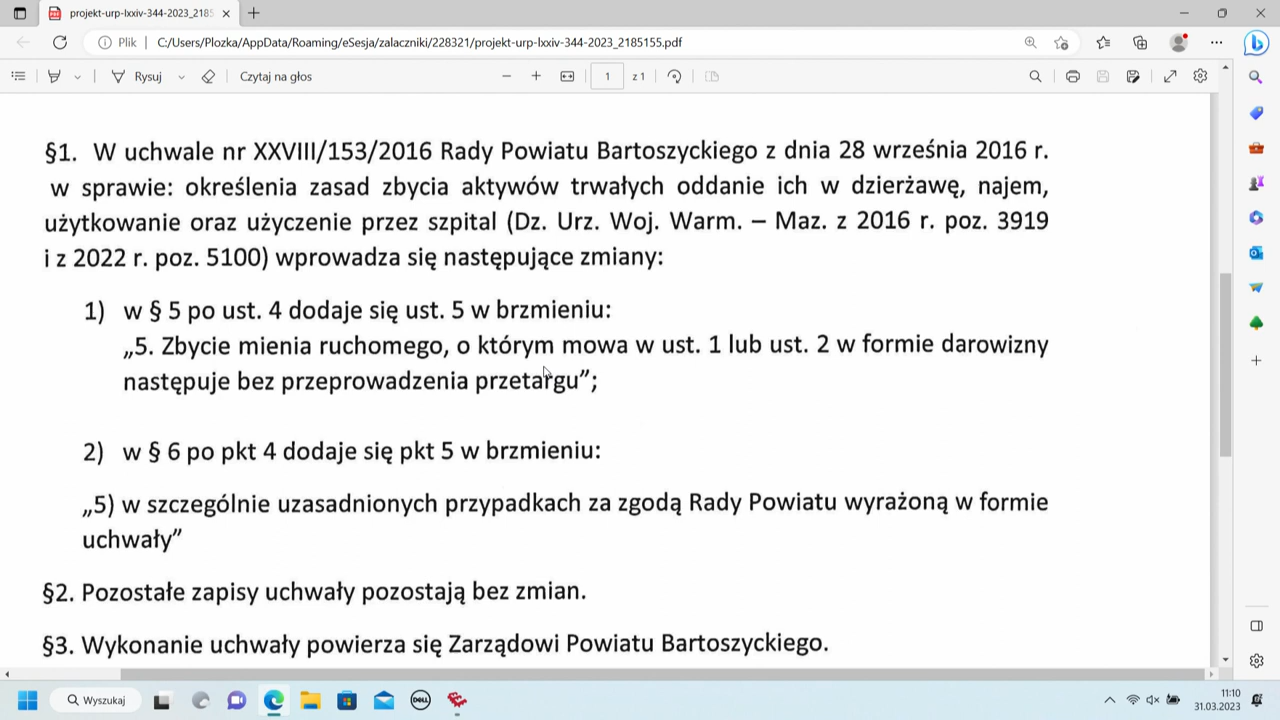 projekt-urp-lxxiv-344-2023_2185
Plik
C:/Users/Plozka/AppData/Roaming/eSesja/zalaczniki/228321/projekt-urp-lxxiv-344-2023_2185155.pdf
Rysuj
Czytaj na głos
1
z 1
§1. W uchwale nr XXVIII/153/2016 Rady Powiatu Bartoszyckiego z dnia 28 września 2016 r.
w sprawie: określenia zasad zbycia aktywów trwałych oddanie ich w dzierżawę, najem,
użytkowanie oraz użyczenie przez szpital (Dz. Urz. Woj. Warm. – Maz. z 2016 r. poz. 3919
i z 2022 r. poz. 5100) wprowadza się następujące zmiany:
1) w § 5 po ust. 4 dodaje się ust. 5 w brzmieniu:
„5. Zbycie mienia ruchomego, o którym mowa w ust. 1 lub ust. 2 w formie darowizny
następuje bez przeprowadzenia przetargu”;
2) w § 6 po pkt 4 dodaje się pkt 5 w brzmieniu:
„5) w szczególnie uzasadnionych przypadkach za zgodą Rady Powiatu wyrażoną w formie
uchwały”
§2. Pozostałe zapisy uchwały pozostają bez zmian.
§3. Wykonanie uchwały powierza się Zarządowi Powiatu Bartoszyckiego.
Wyszukaj
DELL
11:10
31.03.2023